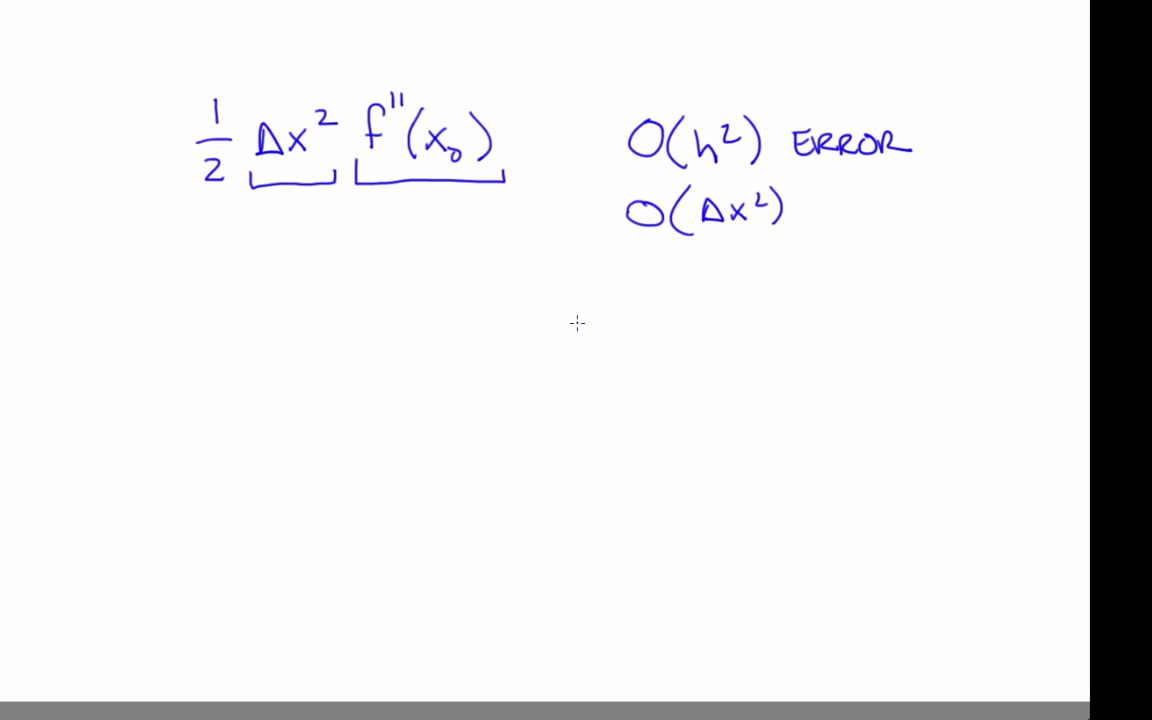 1/2 Δx² f''(x₀)
O(h²) ERROR
O(Δx²)